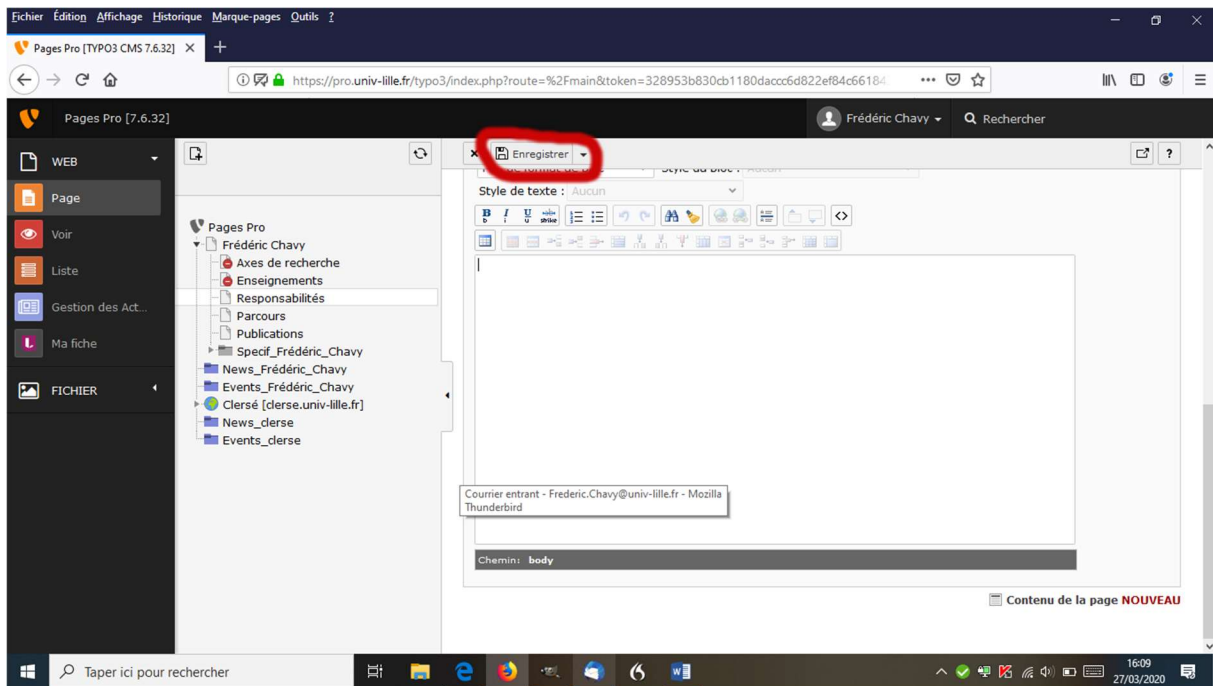 Fichier Édition Affichage Historique Marque-pages Outils ?
Pages Pro [TYPO3 CMS 7.6.32]
https://pro.univ-lille.fr/typo3/index.php?route=%2Fmain&token=328953b830cb1180daccc6d822ef84c66184
Pages Pro [7.6.32]
Frédéric Chavy
Rechercher
WEB
Page
Voir
Liste
Gestion des Act...
Ma fiche
FICHIER
Pages Pro
Frédéric Chavy
Axes de recherche
Enseignements
Responsabilités
Parcours
Publications
Specif_Frédéric_Chavy
News_Frédéric_Chavy
Events_Frédéric_Chavy
Clersé [clerse.univ-lille.fr]
News_clerse
Events_clerse
Enregistrer
?
Style de texte : Aucun
Courrier entrant - Frederic.Chavy@univ-lille.fr - Mozilla
Thunderbird
Chemin: body
Contenu de la page NOUVEAU
Taper ici pour rechercher
16:09
27/03/2020